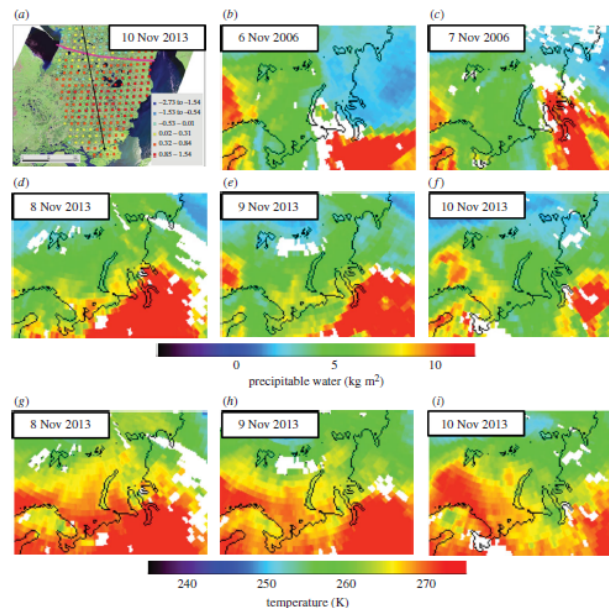 (a)
10 Nov 2013
−2.73 to −1.54
−1.53 to −0.54
−0.53 − 0.01
0.02 − 0.31
0.32 − 0.84
0.85 − 1.54
(b)
6 Nov 2006
(c)
7 Nov 2006
(d)
8 Nov 2013
(e)
9 Nov 2013
(f)
10 Nov 2013
0 5 10
precipitable water (kg m²)
(g)
8 Nov 2013
(h)
9 Nov 2013
(i)
10 Nov 2013
240 250 260 270
temperature (K)